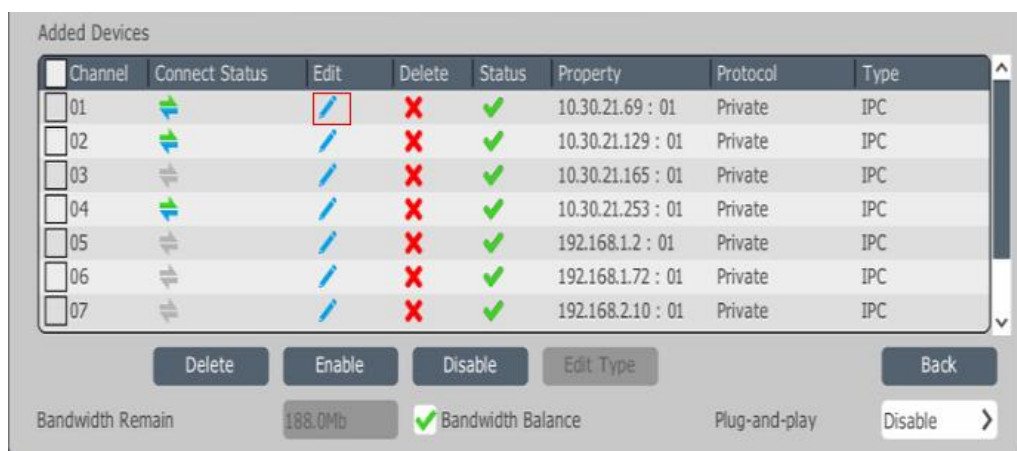 Added Devices
Channel Connect Status Edit Delete Status Property Protocol Type
01 10.30.21.69 : 01 Private IPC
02 10.30.21.129 : 01 Private IPC
03 10.30.21.165 : 01 Private IPC
04 10.30.21.253 : 01 Private IPC
05 192.168.1.2 : 01 Private IPC
06 192.168.1.72 : 01 Private IPC
07 192.168.2.10 : 01 Private IPC
Delete Enable Disable Edit Type Back
Bandwidth Remain 188.0Mb Bandwidth Balance Plug-and-play Disable